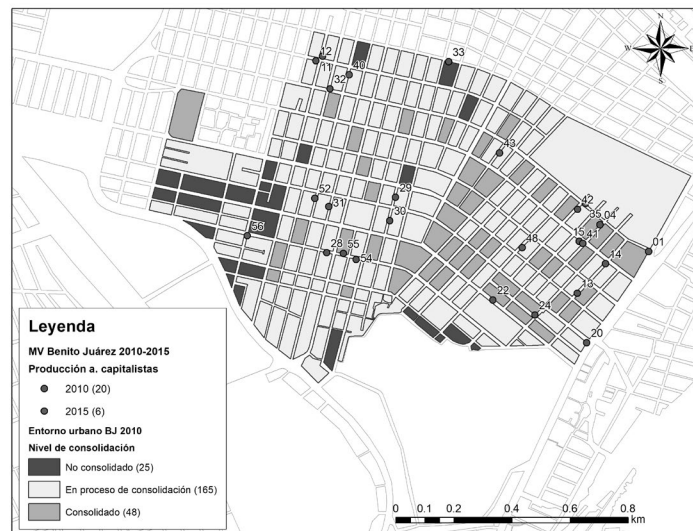 N
W E
S
33
12
11
40
32
43
52
31
29
30
42
35
04
15
41
01
14
56
28
55
54
48
13
22
24
20
Leyenda
MV Benito Juárez 2010-2015
Producción a. capitalistas
2010 (20)
2015 (6)
Entorno urbano BJ 2010
Nivel de consolidación
No consolidado (25)
En proceso de consolidación (165)
Consolidado (48)
0 0.1 0.2 0.4 0.6 0.8
km